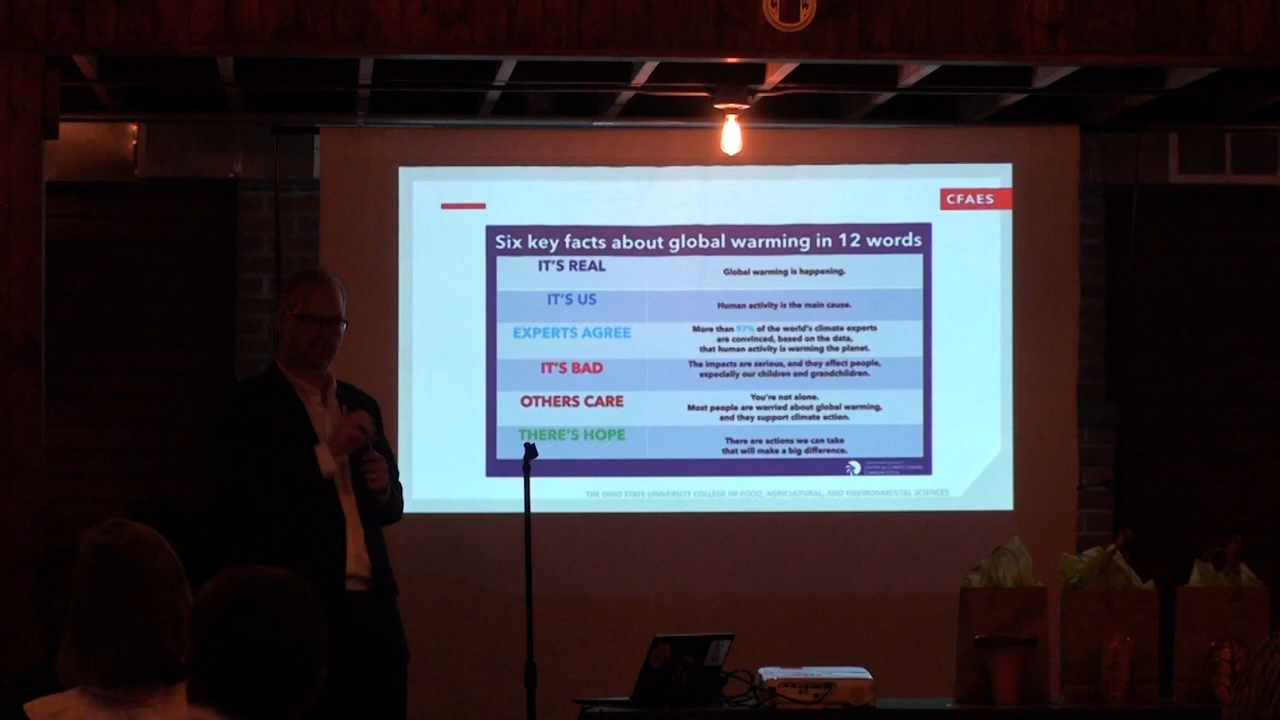 CFAES
Six key facts about global warming in 12 words
IT'S REAL
Global warming is happening.
IT'S US
Human activity is the main cause.
EXPERTS AGREE
More than 97% of the world's climate experts
are convinced, based on the data,
that human activity is warming the planet.
IT'S BAD
The impacts are serious, and they affect people,
especially our children and grandchildren.
OTHERS CARE
You're not alone.
Most people are worried about global warming,
and they support climate action.
THERE'S HOPE
There are actions we can take
that will make a big difference.
CENTER for CLIMATE CHANGE
COMMUNICATION
THE OHIO STATE UNIVERSITY COLLEGE OF FOOD, AGRICULTURAL, AND ENVIRONMENTAL SCIENCES